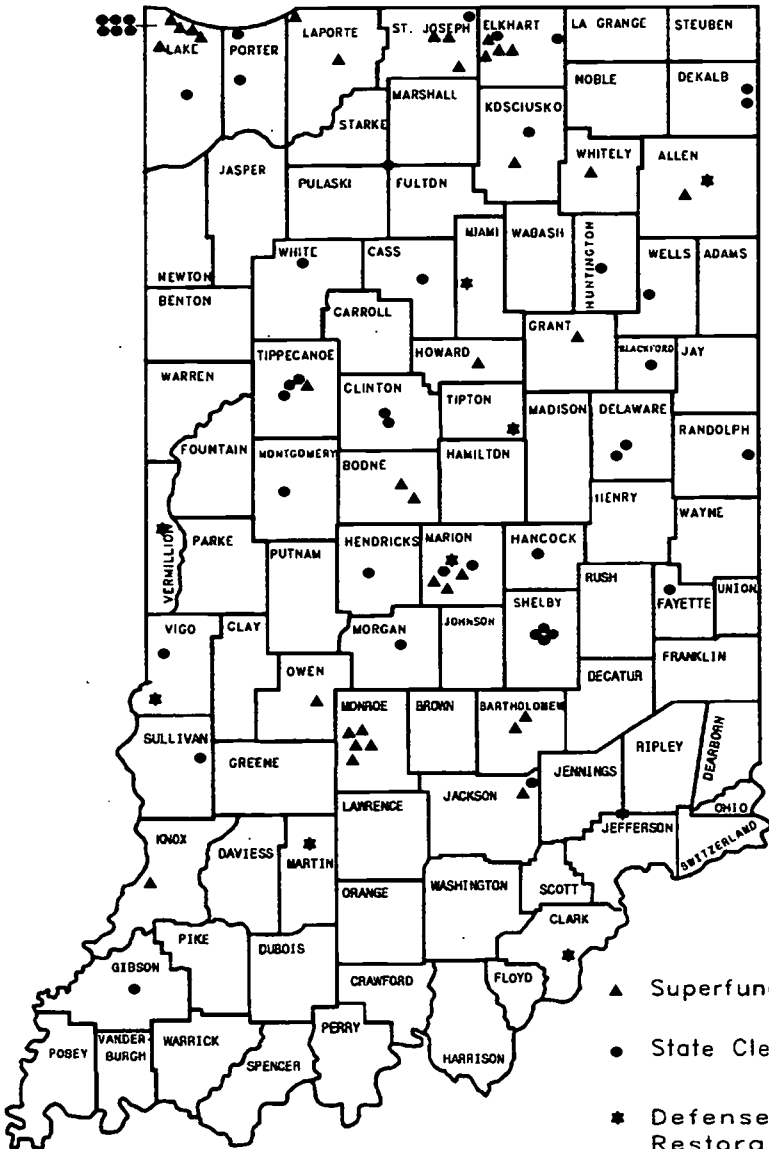 LAKE
PORTER
LAPORTE
ST. JOSEPH
ELKHART
LA GRANGE
STEUBEN
NOBLE
DEKALB
MARSHALL
KOSCIUSKO
STARKE
WHITELY
ALLEN
JASPER
PULASKI
FULTON
MIAMI
WABASH
HUNTINGTON
WELLS
ADAMS
NEWTON
WHITE
CASS
BENTON
CARROLL
GRANT
HOWARD
BLACKFORD
JAY
TIPPECANOE
WARREN
CLINTON
TIPTON
MADISON
DELAWARE
RANDOLPH
FOUNTAIN
MONTGOMERY
BOONE
HAMILTON
HENRY
WAYNE
VERMILLION
PARKE
PUTNAM
HENDRICKS
MARION
HANCOCK
RUSH
FAYETTE
UNION
VIGO
CLAY
MORGAN
JOHNSON
SHELBY
OWEN
DECATUR
FRANKLIN
MONROE
BROWN
BARTHOLOMEW
SULLIVAN
GREENE
RIPLEY
DEARBORN
JENNINGS
LAWRENCE
JACKSON
OHIO
JEFFERSON
SWITZERLAND
KNOX
DAVIESS
MARTIN
ORANGE
WASHINGTON
SCOTT
CLARK
PIKE
DUBOIS
GIBSON
CRAWFORD
FLOYD
HARRISON
PERRY
POSEY
VANDER-
BURGH
WARRICK
SPENCER
Superfun
State Cle
Defense
Restora